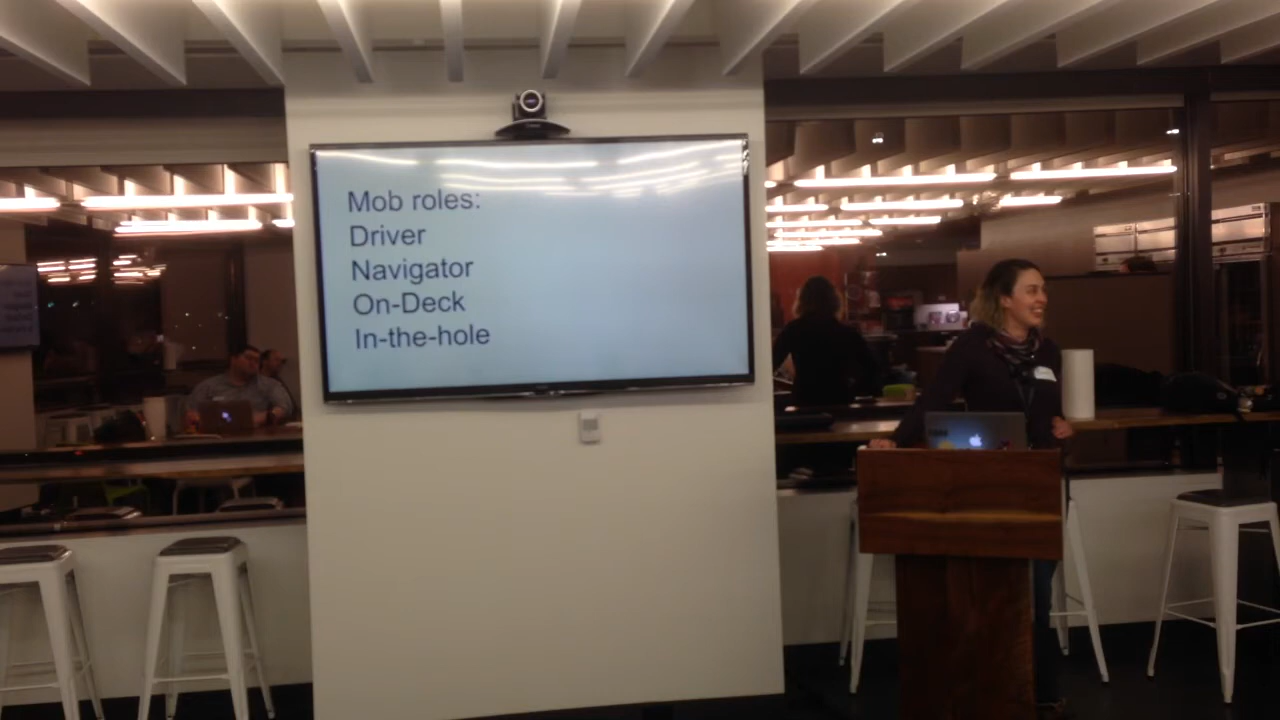 Mob roles:
Driver
Navigator
On-Deck
In-the-hole